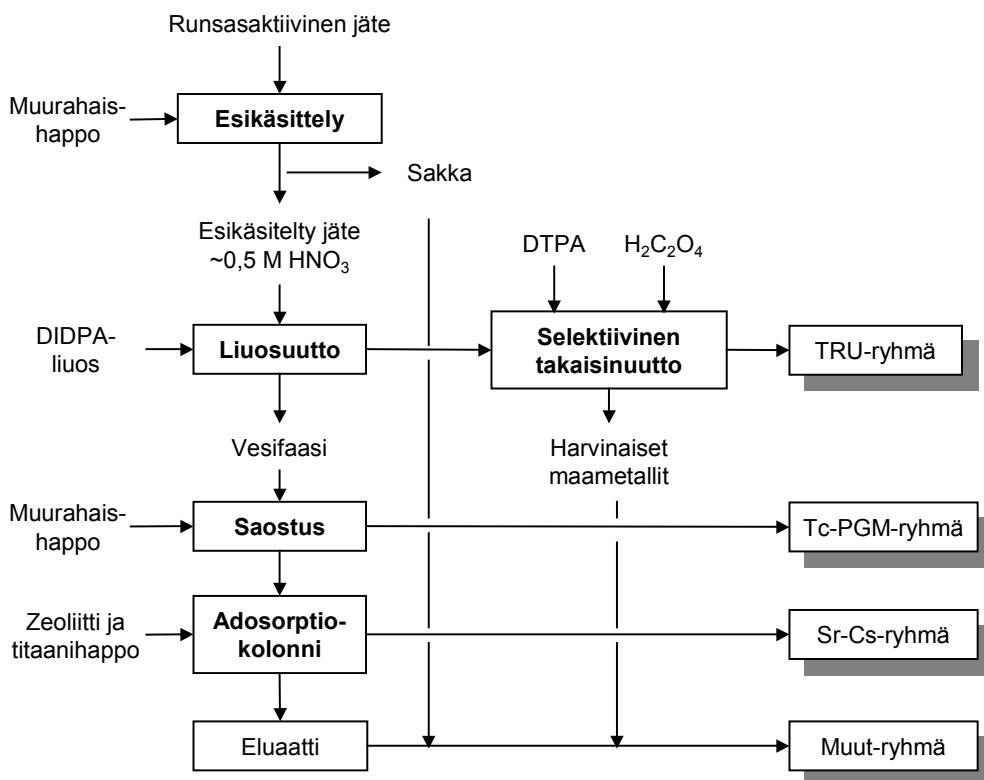 Runsasaktiivinen jäte
Muurahais-
happo
Esikäsittely
Sakka
Esikäsitelty jäte
~0,5 M HNO₃
DTPA
H₂C₂O₄
DIDPA-
liuos
Liuosuutto
Selektiivinen
takaisinuutto
TRU-ryhmä
Vesifaasi
Harvinaiset
maametallit
Muurahais-
happo
Saostus
Tc-PGM-ryhmä
Zeoliitti ja
titaanihappo
Adosorptio-
kolonni
Sr-Cs-ryhmä
Eluaatti
Muut-ryhmä